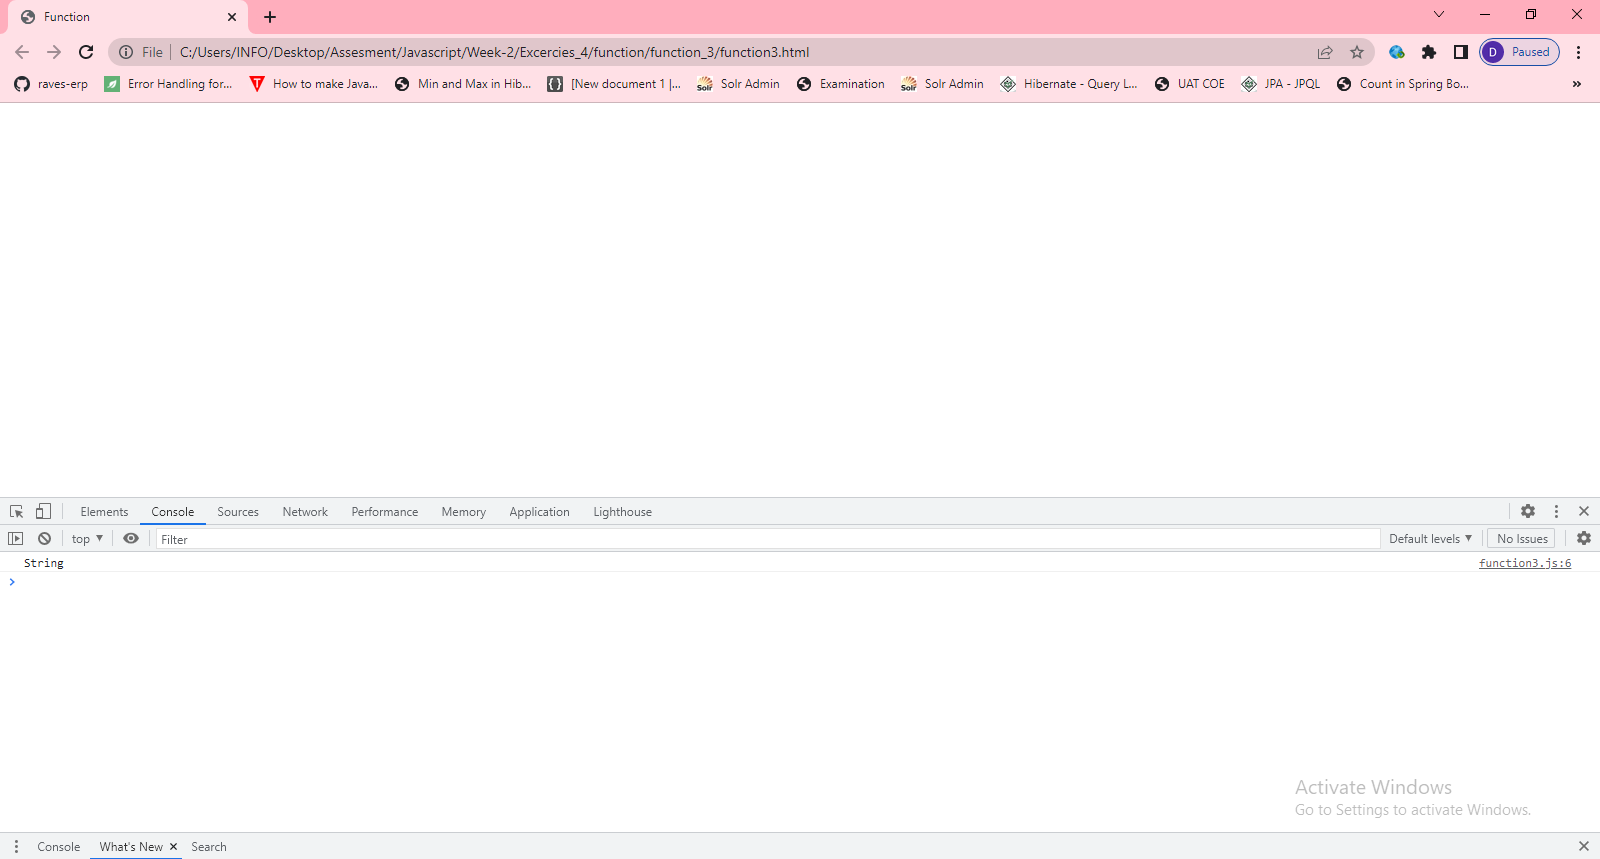 Function
File C:/Users/INFO/Desktop/Assesment/Javascript/Week-2/Excercies_4/function/function_3/function3.html D Paused
raves-erp Error Handling for... How to make Java... Min and Max in Hib... [New document 1 |... Solr Solr Admin Examination Solr Solr Admin Hibernate - Query L... UAT COE JPA - JPQL Count in Spring Bo... »
Elements Console Sources Network Performance Memory Application Lighthouse
top Filter Default levels No Issues
String function3.js:6
Activate Windows
Go to Settings to activate Windows.
Console What's New Search